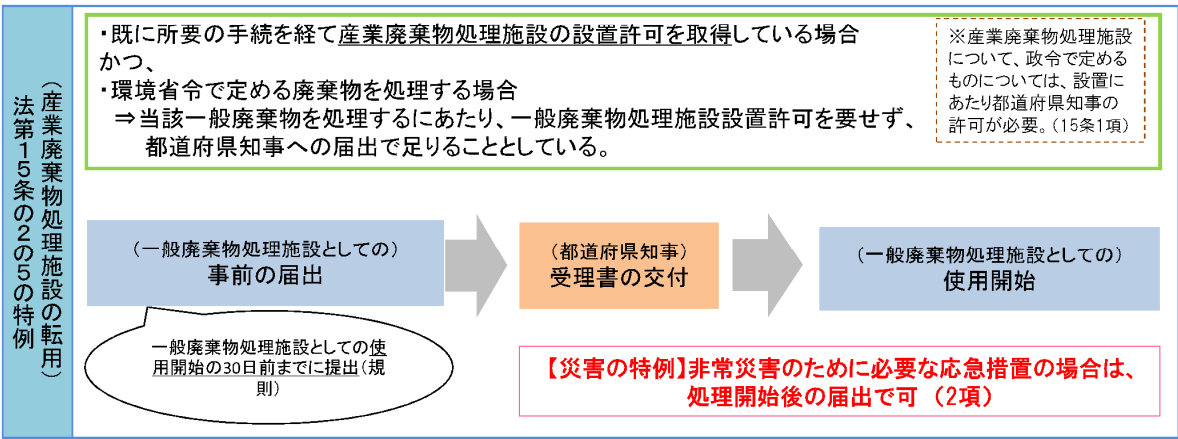 法第15条の2の5の特例
(産業廃棄物処理施設の転用)
・既に所要の手続を経て産業廃棄物処理施設の設置許可を取得している場合
かつ、
・環境省令で定める廃棄物を処理する場合
⇒当該一般廃棄物を処理するにあたり、一般廃棄物処理施設設置許可を要せず、
都道府県知事への届出で足りることとしている。
※産業廃棄物処理施設
について、政令で定める
ものについては、設置に
あたり都道府県知事の
許可が必要。(15条1項)
(一般廃棄物処理施設としての)
事前の届出
(都道府県知事)
受理書の交付
(一般廃棄物処理施設としての)
使用開始
一般廃棄物処理施設としての使
用開始の30日前までに提出(規
則)
【災害の特例】非常災害のために必要な応急措置の場合は、
処理開始後の届出で可 (2項)